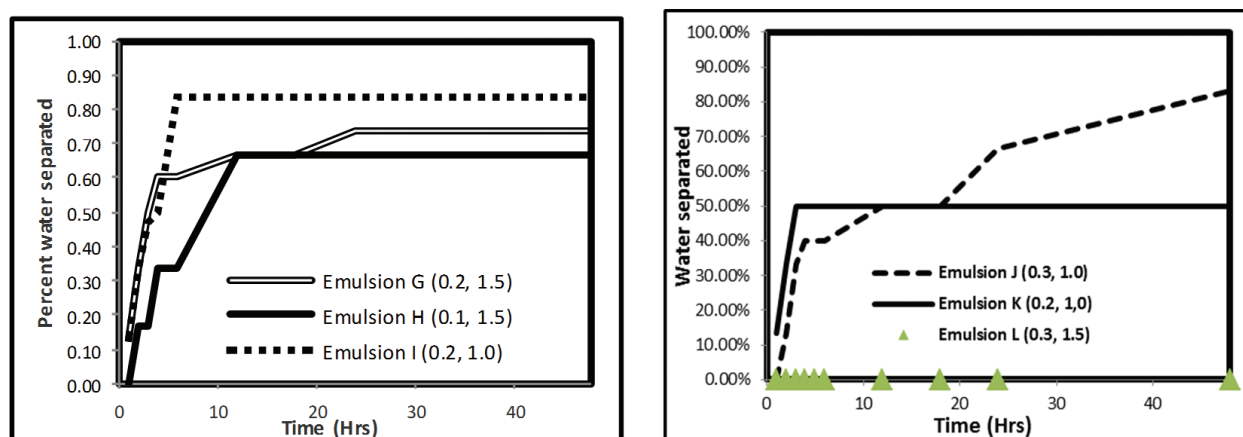 Percent water separated
1.00
0.90
0.80
0.70
0.60
0.50
0.40
0.30
0.20
0.10
0.00
Emulsion G (0.2, 1.5)
Emulsion H (0.1, 1.5)
Emulsion I (0.2, 1.0)
0 20 40
Time (Hrs)
Water separated
100.00%
90.00%
80.00%
70.00%
60.00%
50.00%
40.00%
30.00%
20.00%
10.00%
0.00%
Emulsion J (0.3, 1.0)
Emulsion K (0.2, 1,0)
Emulsion L (0.3, 1.5)
0 10 20 30 40
Time (Hrs)